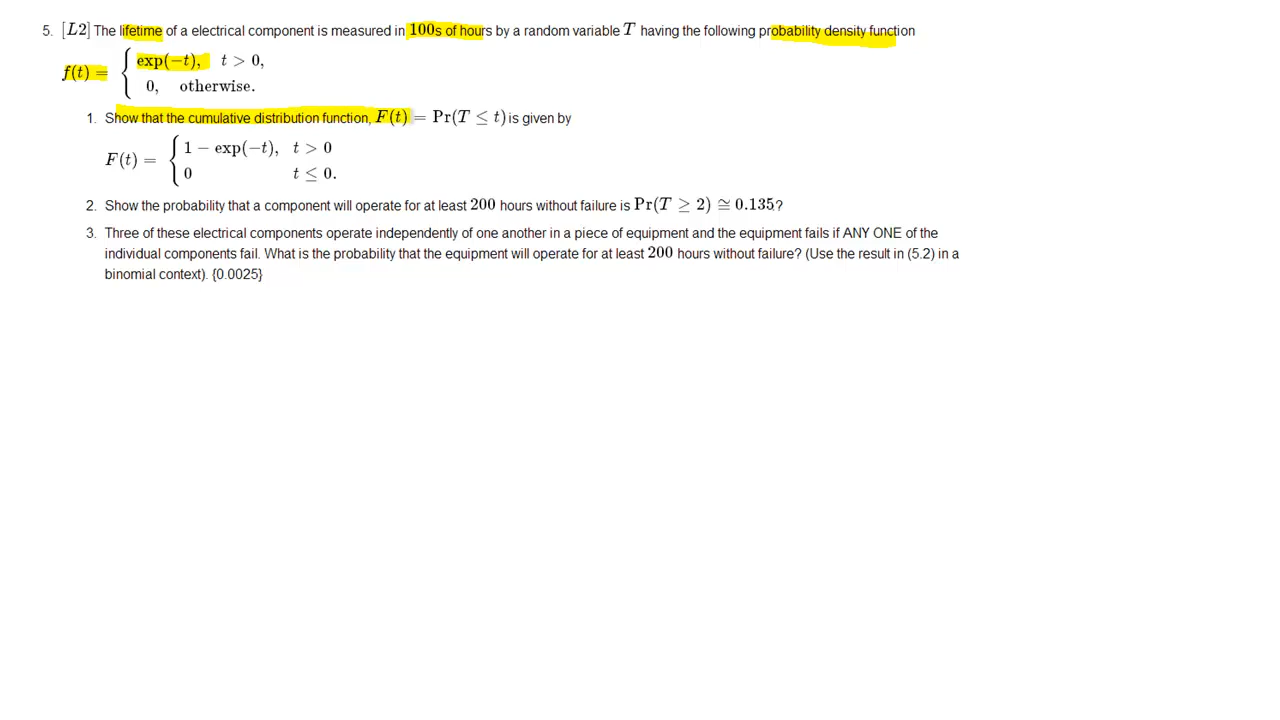 5. [L2] The lifetime of a electrical component is measured in 100s of hours by a random variable T having the following probability density function
f(t) = { exp(−t), t > 0,
0, otherwise.
1. Show that the cumulative distribution function, F(t) = Pr(T ≤ t) is given by
F(t) = { 1 − exp(−t), t > 0
0 t ≤ 0.
2. Show the probability that a component will operate for at least 200 hours without failure is Pr(T ≥ 2) ≅ 0.135?
3. Three of these electrical components operate independently of one another in a piece of equipment and the equipment fails if ANY ONE of the
individual components fail. What is the probability that the equipment will operate for at least 200 hours without failure? (Use the result in (5.2) in a
binomial context). {0.0025}